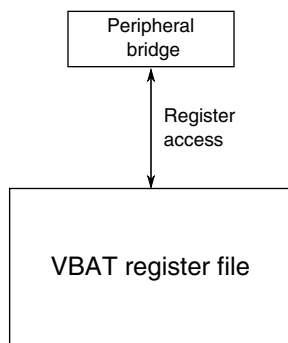 Peripheral
bridge
Register
access
VBAT register file